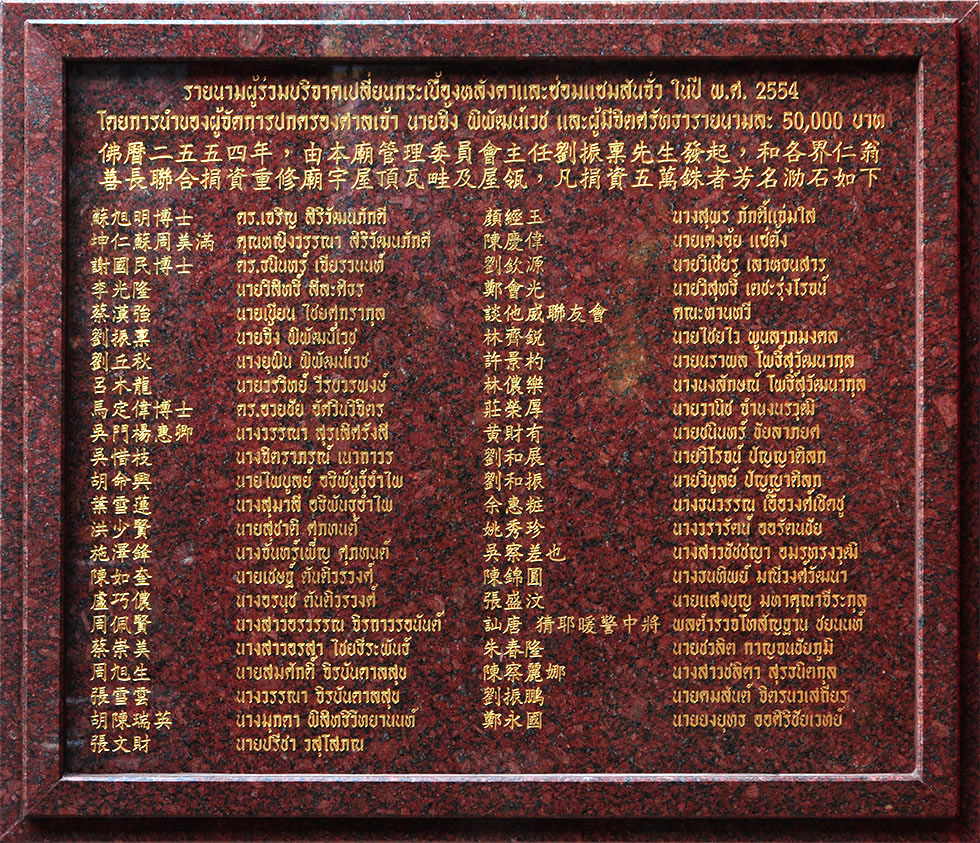 รายนามผู้ร่วมบริจาคเปลี่ยนกระเบื้องหลังคาและซ่อมแซมสันจั่ว ในปี พ.ศ. 2554
โดยการนำของผู้จัดการปกครองศาลเจ้า นายจิ้ง พิพัฒน์เวช และผู้มีจิตศรัทธารายนามละ 50,000 บาท
佛曆二五五四年，由本廟管理委員會主任劉振稟先生發起，和各界仁翁
善長聯合捐資重修廟宇屋頂瓦畦及屋瓴，凡捐資五萬銖者芳名泐石如下
蘇旭明博士 ดร.เจริญ สิริวัฒนภักดี
坤仁蘇周美滿 คุณหญิงวรรณา สิริวัฒนภักดี
謝國民博士 ดร.ธนินทร์ เจียรวนนท์
李光隆 นายวิสิทธิ์ ลีละศิธร
蔡漢強 นายเขียน ไชยศกรากุล
劉振稟 นายจิ้ง พิพัฒน์เวช
劉丘秋 นางยุพิน พิพัฒน์เวช
呂木龍 นายวรวิทย์ วีรบวรพงษ์
馬定偉博士 ดร.อวยชัย อัศวินวิจิตร
吳門楊惠卿 นางวรรณา สุรเลิศรังสี
吳惜枝 นางจิตราภรณ์ เนาถาวร
胡命興 นายไพบูลย์ อธิพันธุ์อำไพ
葉雪蓮 นางสุมาลี อธิพันธุ์อำไพ
洪少賢 นายสุชาติ ศุภทนต์
施澤鋒 นางจันทร์เพ็ญ ศุภทนต์
陳如奎 นายเชษฐ์ ตันติวรวงศ์
盧巧儂 นางอรนุช ตันติวรวงศ์
周佩賢 นางสาวอรวรรณ จิรถาวรอนันต์
蔡崇美 นางสาวอรสา ไชยธีระพันธ์
周旭生 นายสมศักดิ์ จิรบันดาลสุข
張雪雲 นางวรรณา จิรบันดาลสุข
胡陳瑞英 นางมุกดา พิสิทธิวิทยานนท์
張文財 นายปรีชา วสุโสภณ
顏經玉 นางสุพร ภักดิ์แจ่มใส
陳慶偉 นายเคงฮุย แซ่ตั้ง
劉欽源 นายวิเชียร เลาหอนสาร
鄭會光 นายวิสุทธิ์ เตชะรุ่งโรจน์
談他威聯友會 คณะทานทวี
林齊銳 นายไชยไว พูนลาภมงคล
許景杓 นายนราพล โพธิ์สุวัฒนากุล
林儂樂 นางนงลักษณ์ โพธิ์สุวัฒนากุล
莊榮厚 นายวานิช จำนงนรวุฒิ
黄財有 นายชนินทร์ ชัยลาภยศ
劉和展 นายวิโรจน์ ปัญญาดิลก
劉和振 นายวิบูลย์ ปัญญาดิลก
余惠粧 นางจนวรรณ เอื้อวงศ์เชิดชู
姚秀珍 นางวรารัตน์ ออรัตนชัย
吳察差也 นางสาวชัชชญา อมรุตรงวุฒิ
陳錦圓 นางธนทิพย์ มณีวงศ์วัฒนา
張盛汶 นายแสงบุญ มหาคุณาจีระกุล
訕唐 猜耶暖警中將 พลตำรวจโทสัญฐาน ชยนนท์
朱春隆 นายชวลิต กาญจนชัยภูมิ
陳察麗娜 นางสาวชลิดา สุรธนิตกุล
劉振鵬 นายคมสันต์ จิตรนวเสถียร
鄭永國 นายยงยุทธ ออศิริชัยเวทย์